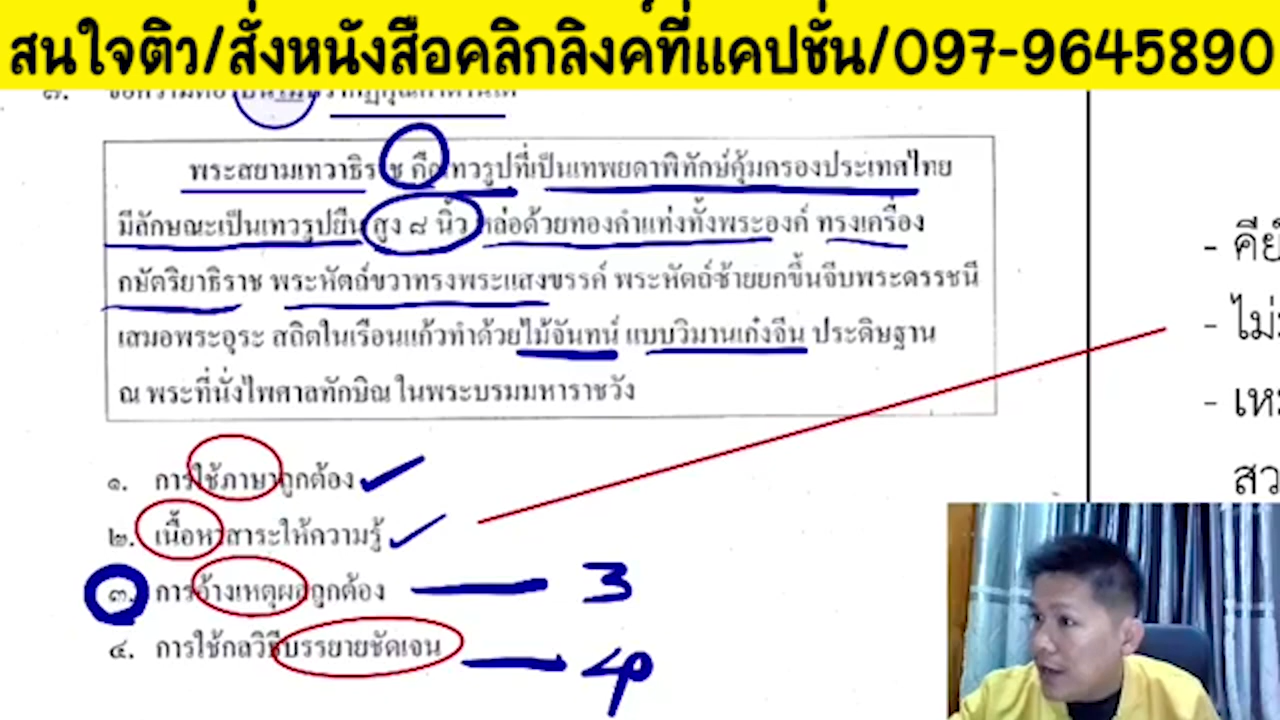 สนใจติว/สั่งหนังสือคลิกลิงค์ที่แคปชั่น/097-9645890
๘.
พระสยามเทวาธิราช คือเทวรูปที่เป็นเทพยดาพิทักษ์คุ้มครองประเทศไทย
มีลักษณะเป็นเทวรูปยืน สูง ๘ นิ้ว หล่อด้วยทองคำแท่งทั้งพระองค์ ทรงเครื่อง
กษัตริยาธิราช พระหัตถ์ขวาทรงพระแสงขรรค์ พระหัตถ์ซ้ายยกขึ้นจีบพระดรรชนี
เสมอพระอุระ สถิตในเรือนแก้วทำด้วยไม้จันทน์ แบบวิมานเก๋งจีน ประดิษฐาน
ณ พระที่นั่งไพศาลทักษิณ ในพระบรมมหาราชวัง
๑. การใช้ภาษาถูกต้อง
๒. เนื้อหาสาระให้ความรู้
๓. การอ้างเหตุผลถูกต้อง 3
๔. การใช้กลวิธีบรรยายชัดเจน 4